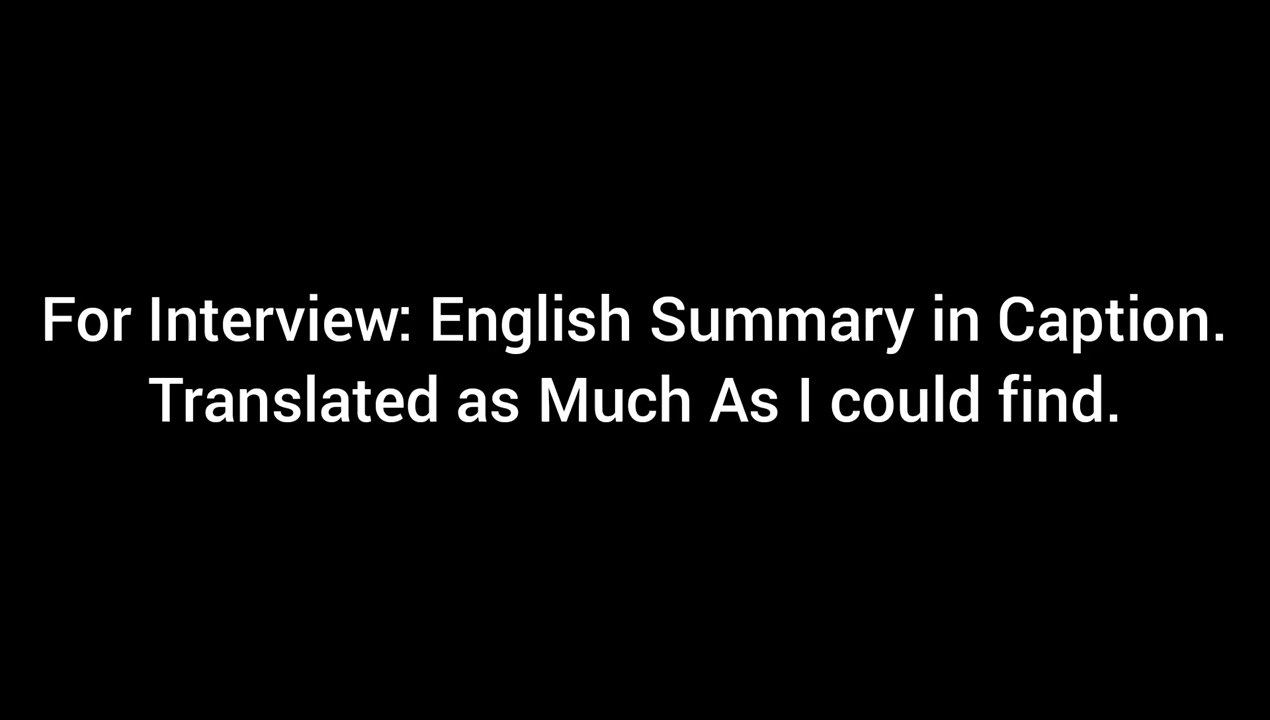 For Interview: English Summary in Caption.
Translated as Much As I could find.